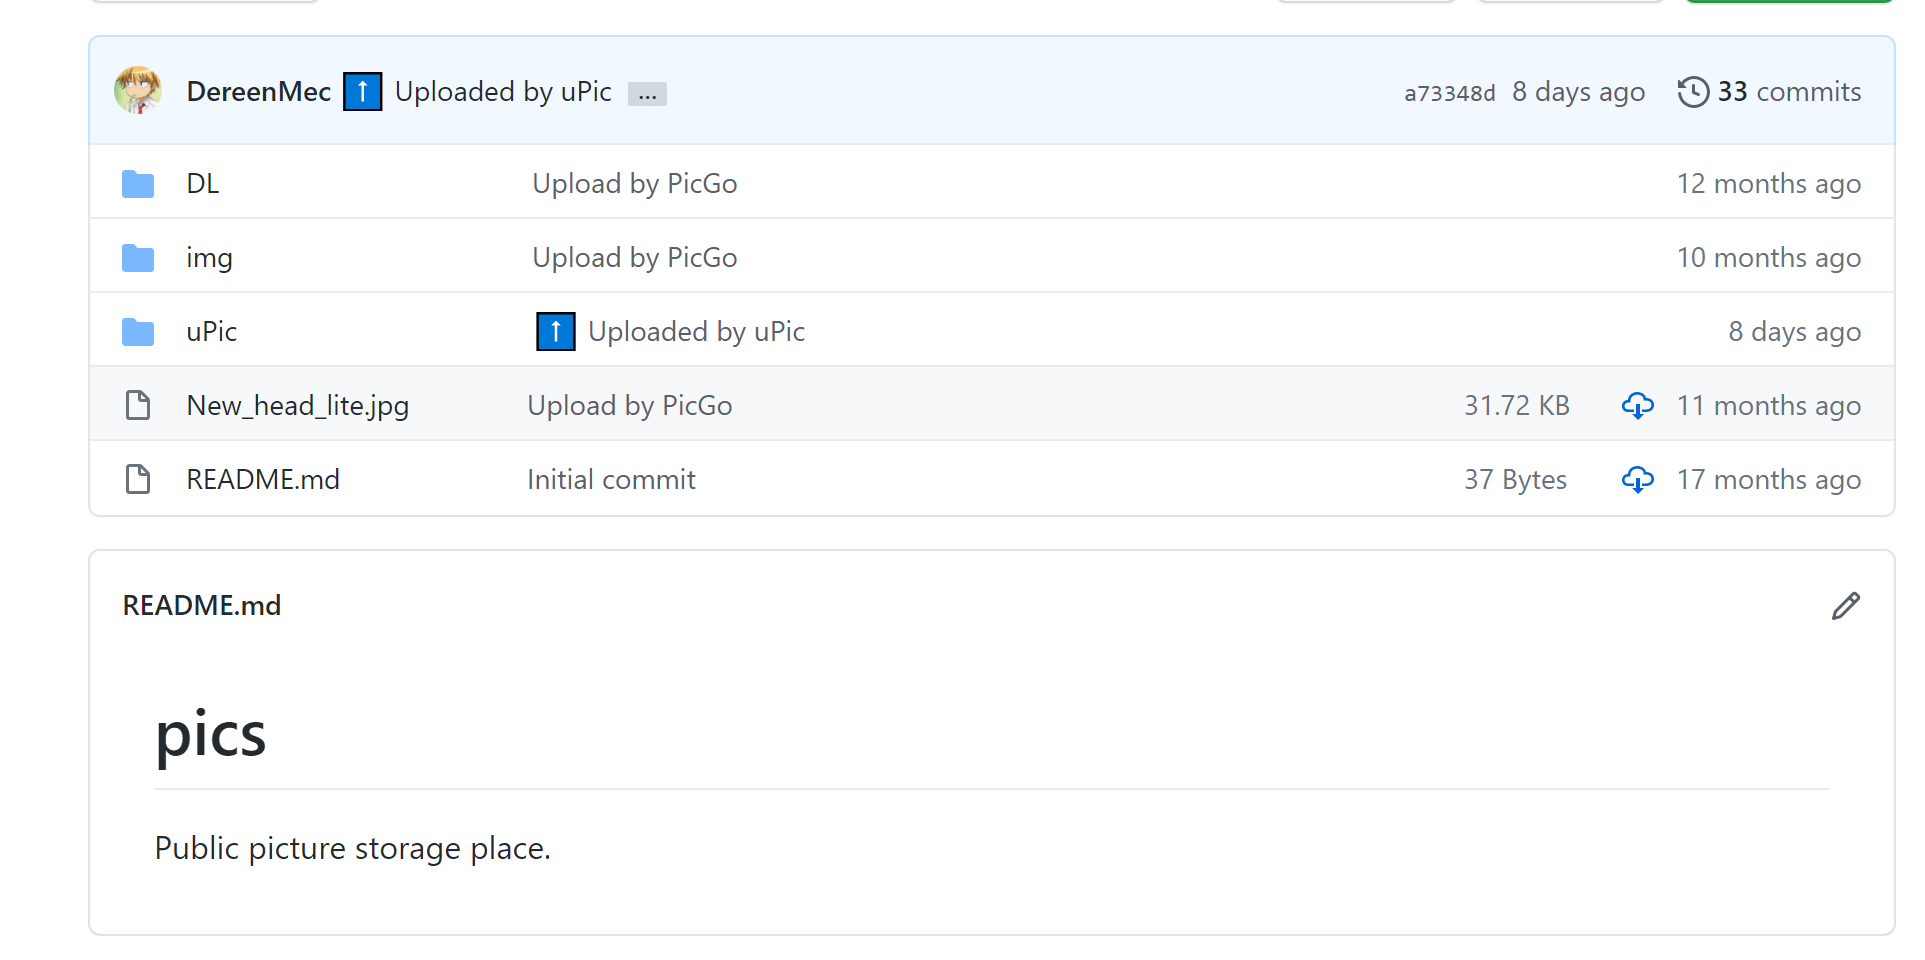 DereenMec ⬆ Uploaded by uPic ... a73348d 8 days ago 33 commits
DL Upload by PicGo 12 months ago
img Upload by PicGo 10 months ago
uPic ⬆ Uploaded by uPic 8 days ago
New_head_lite.jpg Upload by PicGo 31.72 KB 11 months ago
README.md Initial commit 37 Bytes 17 months ago
README.md
pics
Public picture storage place.